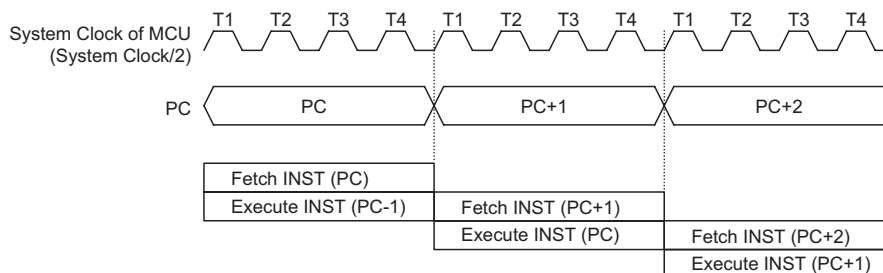 T1 T2 T3 T4 T1 T2 T3 T4 T1 T2 T3 T4
System Clock of MCU
(System Clock/2)
PC PC PC+1 PC+2
Fetch INST (PC)
Execute INST (PC-1) Fetch INST (PC+1)
Execute INST (PC) Fetch INST (PC+2)
Execute INST (PC+1)